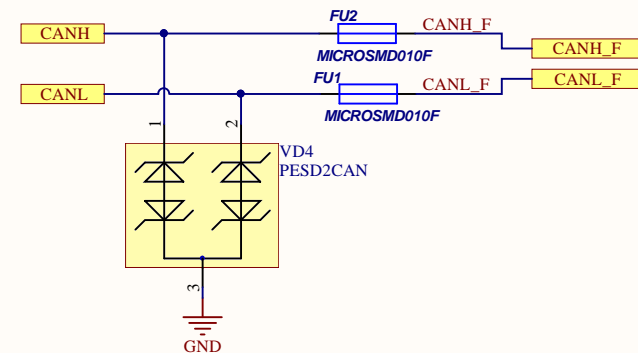 FU2
CANH
CANH_F
CANH_F
MICROSMD010F
FU1
CANL
CANL_F
CANL_F
MICROSMD010F
1
2
VD4
PESD2CAN
3
GND